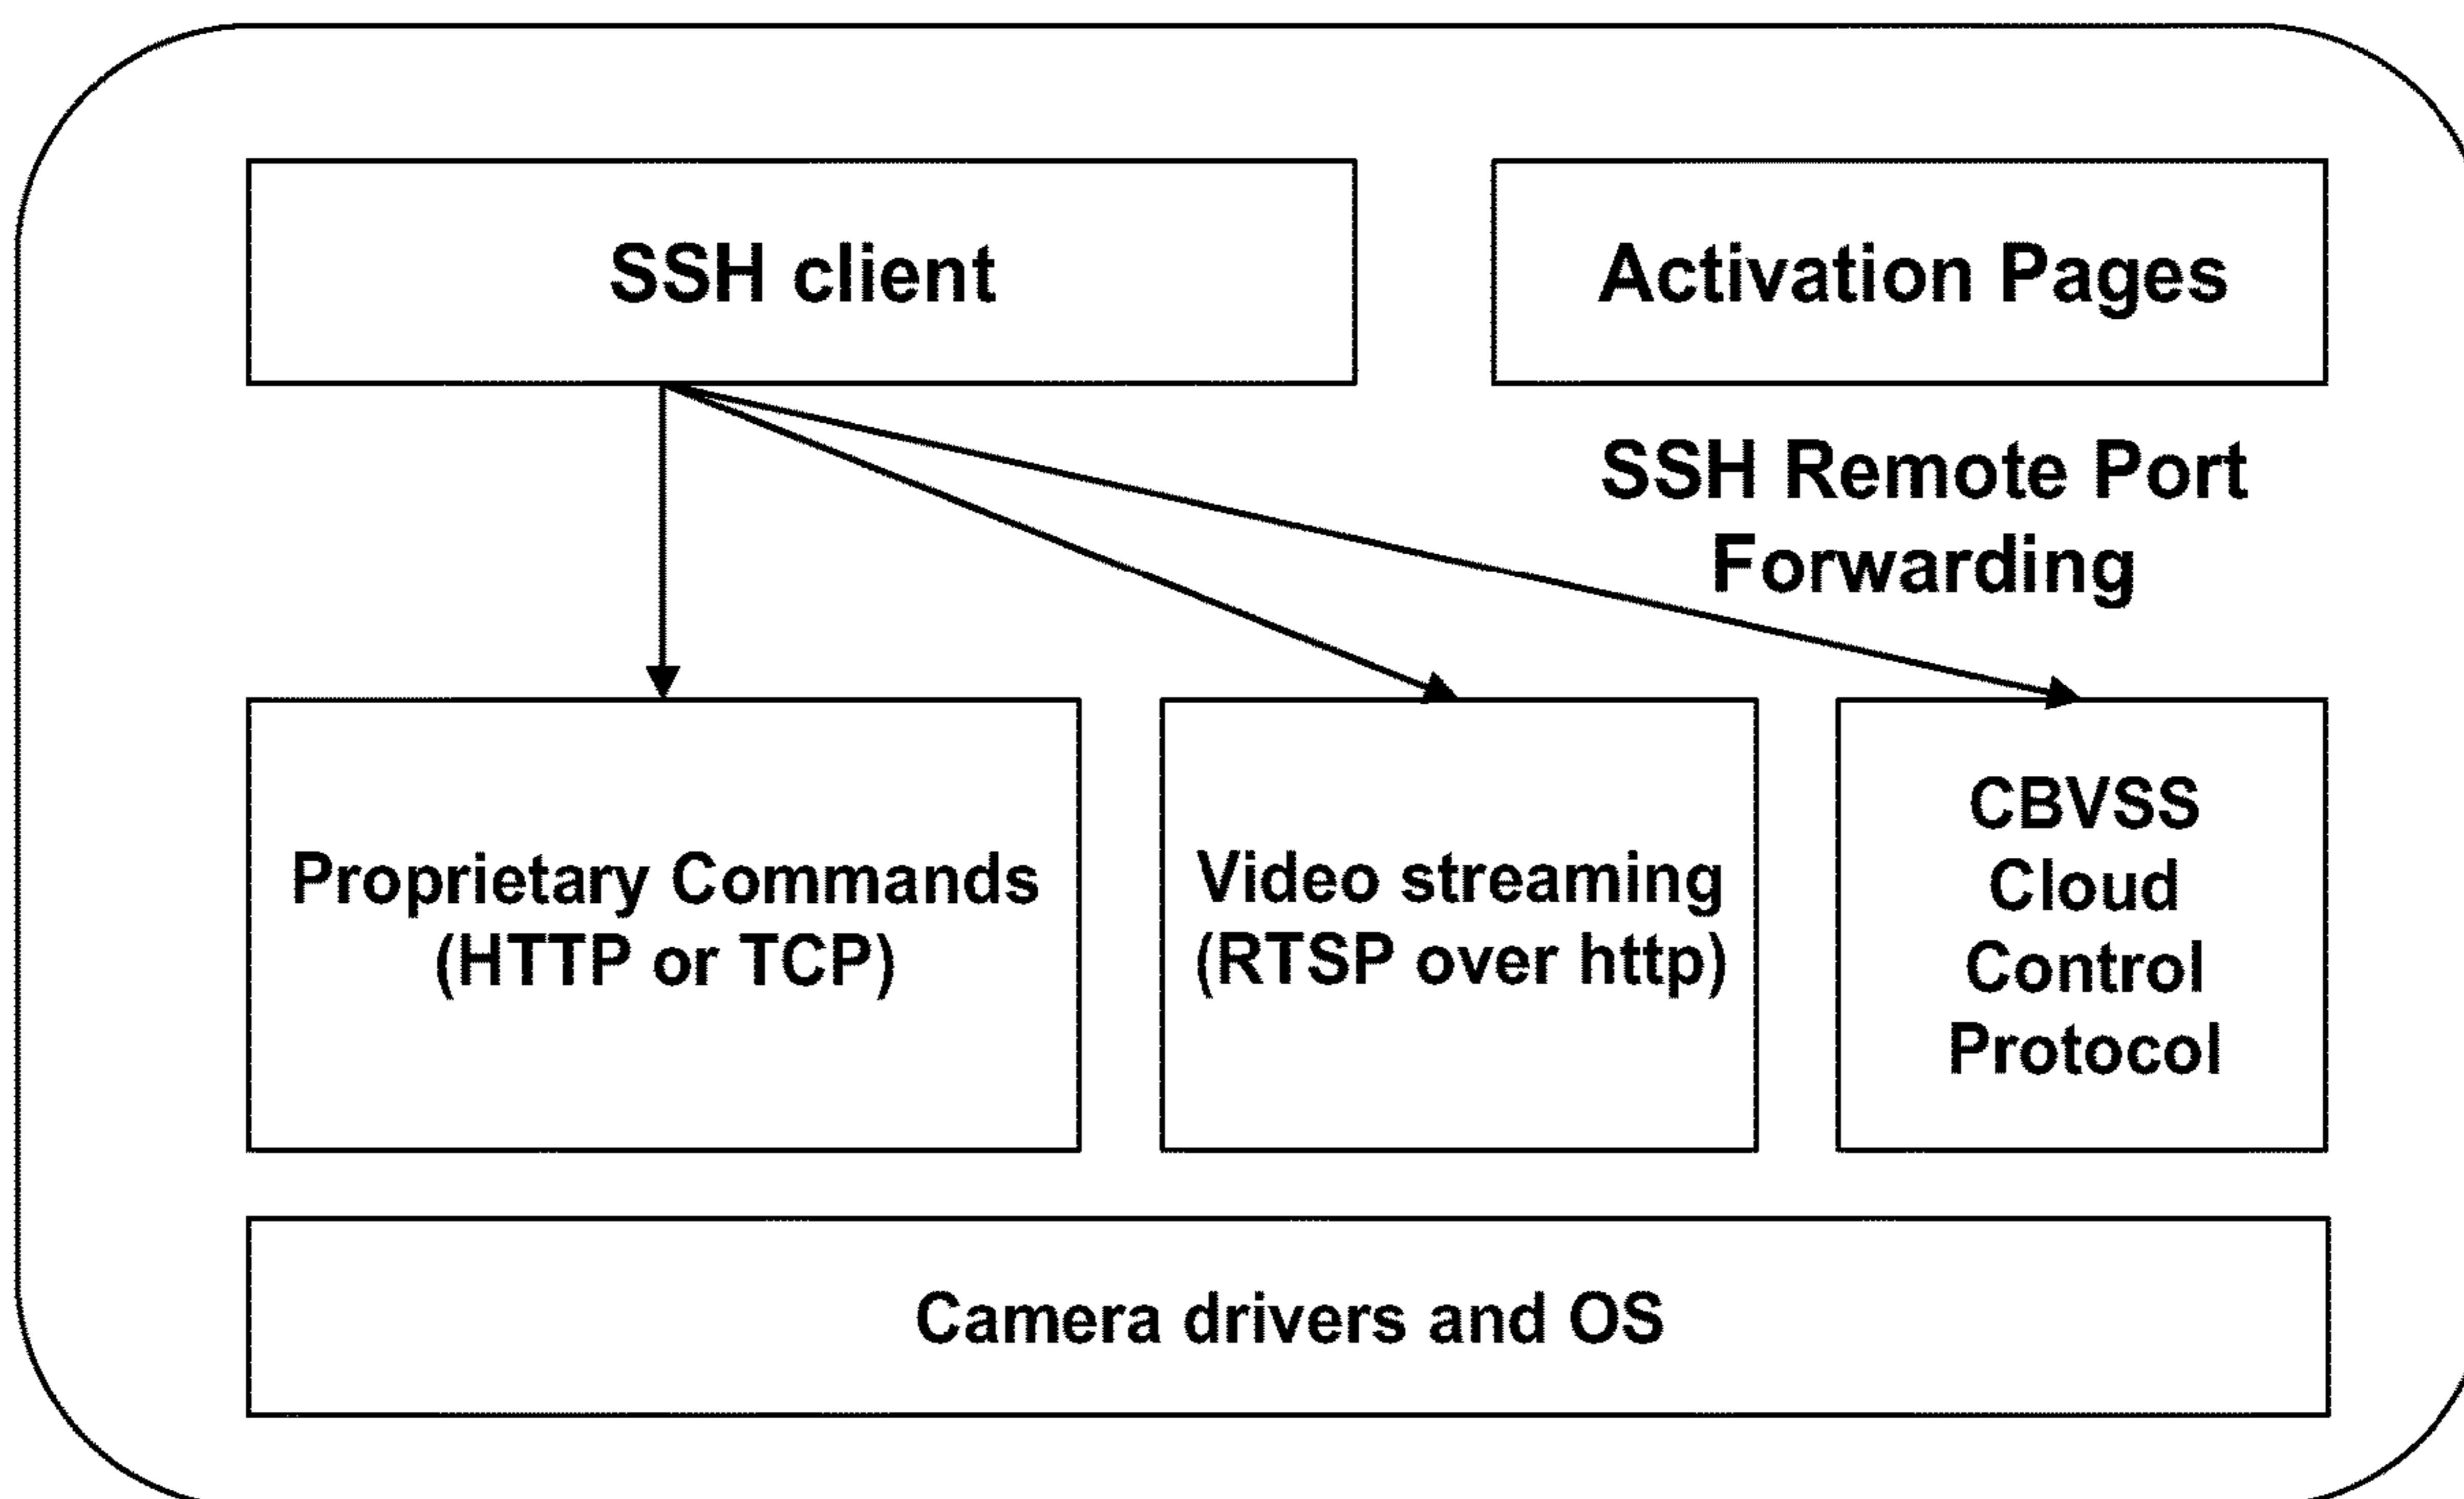 SSH client
Activation Pages
SSH Remote Port
Forwarding
Proprietary Commands
(HTTP or TCP)
Video streaming
(RTSP over http)
CBVSS
Cloud
Control
Protocol
Camera drivers and OS